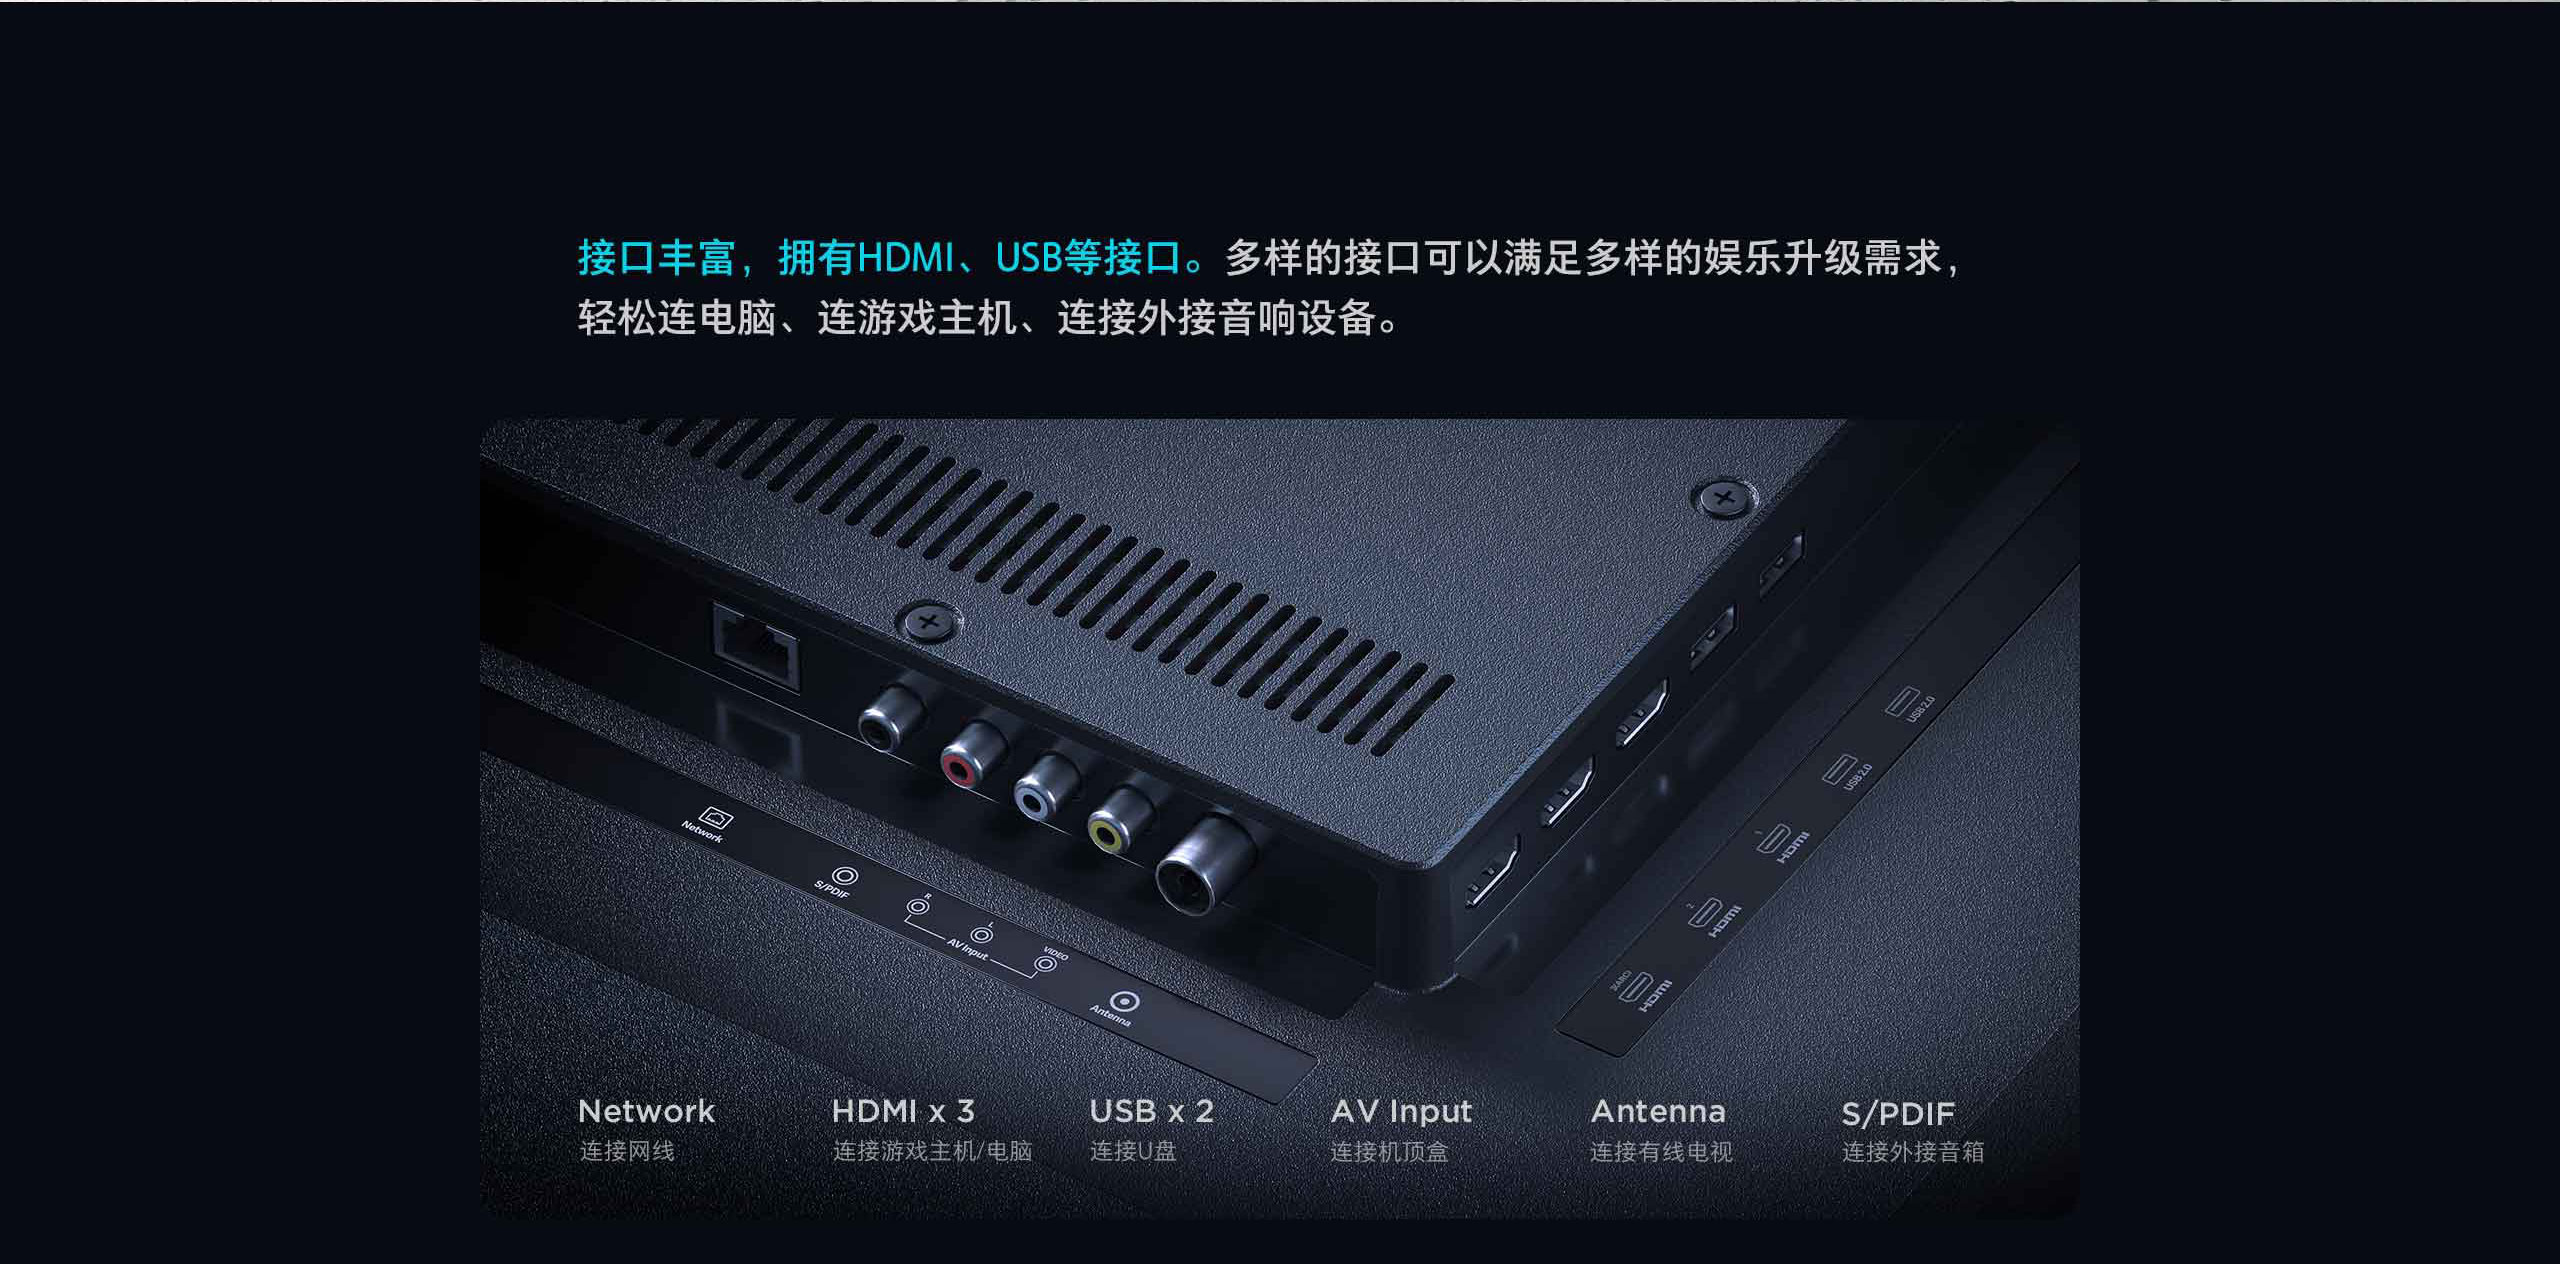 接口丰富，拥有HDMI、USB等接口。多样的接口可以满足多样的娱乐升级需求，
轻松连电脑、连游戏主机、连接外接音响设备。
Network
S/PDIF
R
L
AV Input
VIDEO
Antenna
USB 2.0
USB 2.0
1
HDMI
2
HDMI
HDMI
Network
连接网线
HDMI x 3
连接游戏主机/电脑
USB x 2
连接U盘
AV Input
连接机顶盒
Antenna
连接有线电视
S/PDIF
连接外接音箱